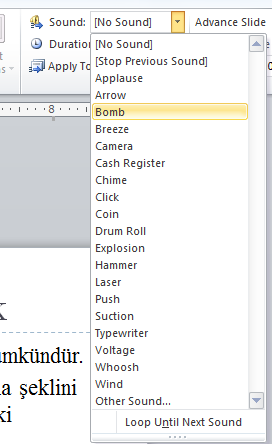 Sound: [No Sound] Advance Slide
Duratio
Apply To
[No Sound]
[Stop Previous Sound]
Applause
Arrow
Bomb
Breeze
Camera
Cash Register
Chime
Click
Coin
Drum Roll
Explosion
Hammer
Laser
Push
Suction
Typewriter
Voltage
Whoosh
Wind
Other Sound...
Loop Until Next Sound
8
k
umkündür.
a şeklini
ki